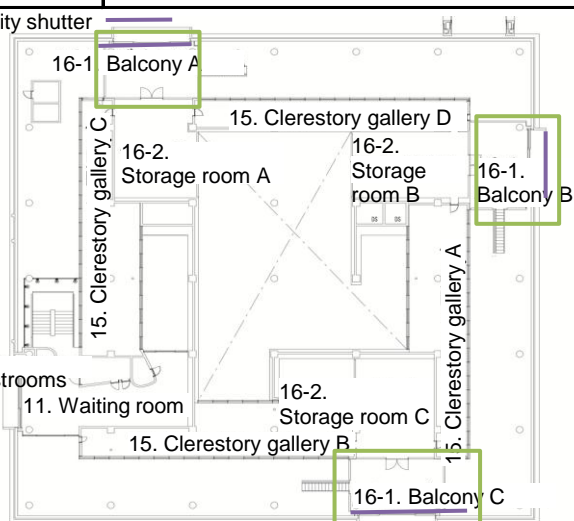 ity shutter
16-1. Balcony A
15. Clerestory gallery D
15. Clerestory gallery C
16-2.
Storage room A
16-2.
Storage
room B
16-1.
Balcony B
DS
DS
15. Clerestory gallery A
trooms
11. Waiting room
16-2.
Storage room C
15. Clerestory gallery B
16-1. Balcony C